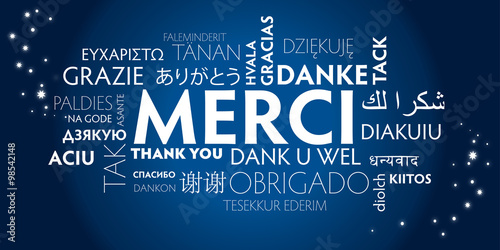 FALEMINDERIT
ΕΥΧΑΡΙΣΤΩ
TÄNAN
HVALA
GRACIAS
DZIĘKUJĘ
TACK
GRAZIE
ありがとう
DANKE
PALDIES
NA GODE
ASANTE
MERCI
شكرا لك
ДЗЯКУЮ
DIAKUIU
ACIU
TAK
THANK YOU
DANK U WEL
धन्यवाद
СПАСИБО
DANKON
谢谢
OBRIGADO
diolch
KIITOS
TESEKKUR EDERIM
98542148